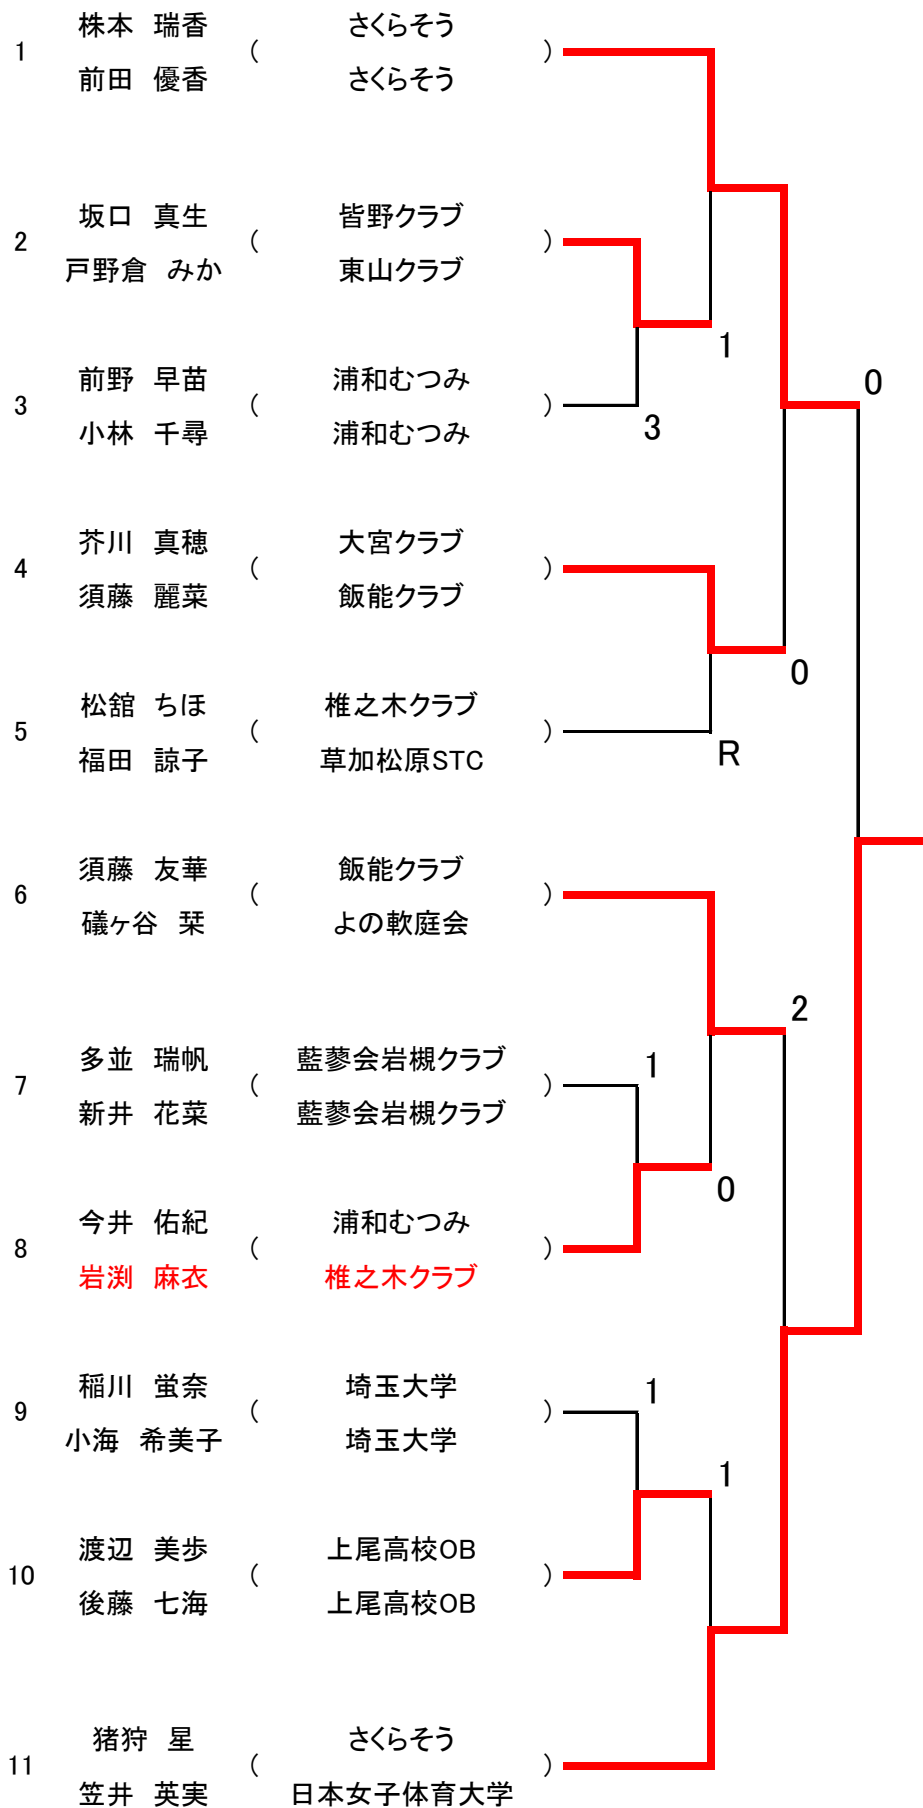 株本 瑞香 さくらそう
1 ( )
前田 優香 さくらそう
坂口 真生 皆野クラブ
2 ( )
戸野倉 みか 東山クラブ
1
前野 早苗 浦和むつみ
0
3 ( )
3
小林 千尋 浦和むつみ
芥川 真穂 大宮クラブ
4 ( )
須藤 麗菜 飯能クラブ
0
松舘 ちほ 椎之木クラブ
5 ( )
R
福田 諒子 草加松原STC
須藤 友華 飯能クラブ
6 ( )
礒ヶ谷 栞 よの軟庭会
2
多並 瑞帆 藍蓼会岩槻クラブ
1
7 ( )
新井 花菜 藍蓼会岩槻クラブ
0
今井 佑紀 浦和むつみ
8 ( )
岩渕 麻衣 椎之木クラブ
稲川 蛍奈 埼玉大学
1
9 ( )
小海 希美子 埼玉大学
1
渡辺 美歩 上尾高校OB
10 ( )
後藤 七海 上尾高校OB
猪狩 星 さくらそう
11 ( )
笠井 英実 日本女子体育大学